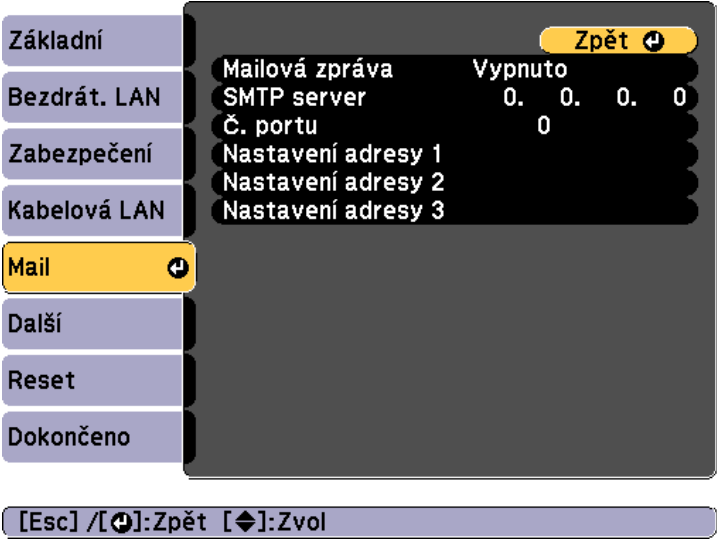 Základní
Bezdrát. LAN
Zabezpečení
Kabelová LAN
Mail
Další
Reset
Dokončeno
Zpět
Mailová zpráva Vypnuto
SMTP server 0. 0. 0. 0
Č. portu 0
Nastavení adresy 1
Nastavení adresy 2
Nastavení adresy 3
[Esc] /[ ]:Zpět [ ]:Zvol